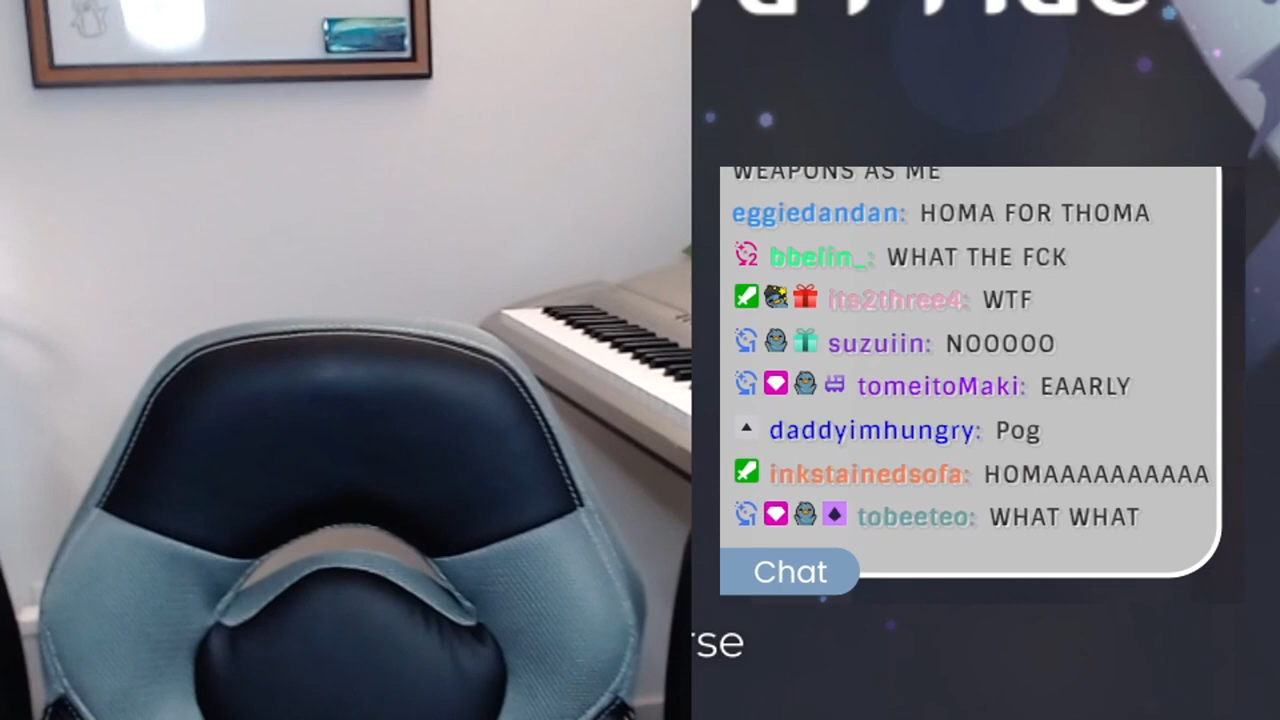 WEAPONS AS ME
eggiedandan: HOMA FOR THOMA
2 bbelin_: WHAT THE FCK
its2three4: WTF
suzuiin: NOOOOO
tomeitoMaki: EAARLY
daddyimhungry: Pog
inkstainedsofa: HOMAAAAAAAAAA
tobeeteo: WHAT WHAT
Chat
rse